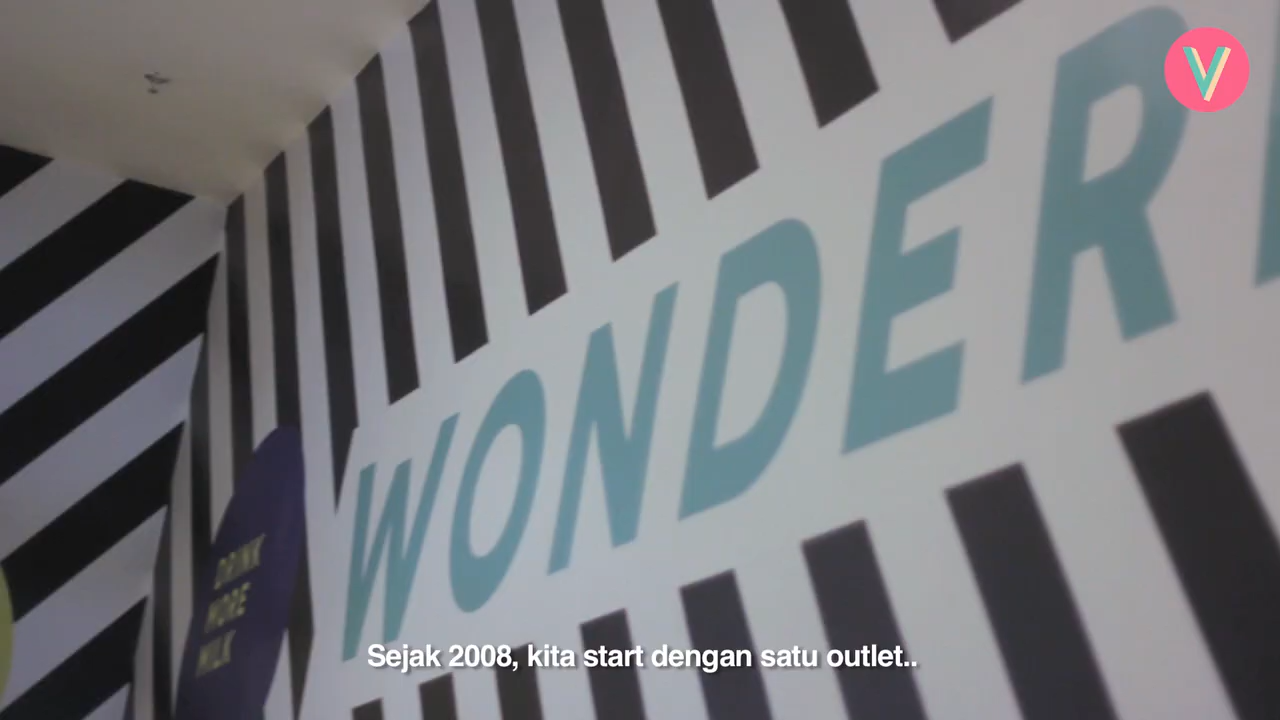 V
WONDER
DRINK
MORE
MILK
Sejak 2008, kita start dengan satu outlet..